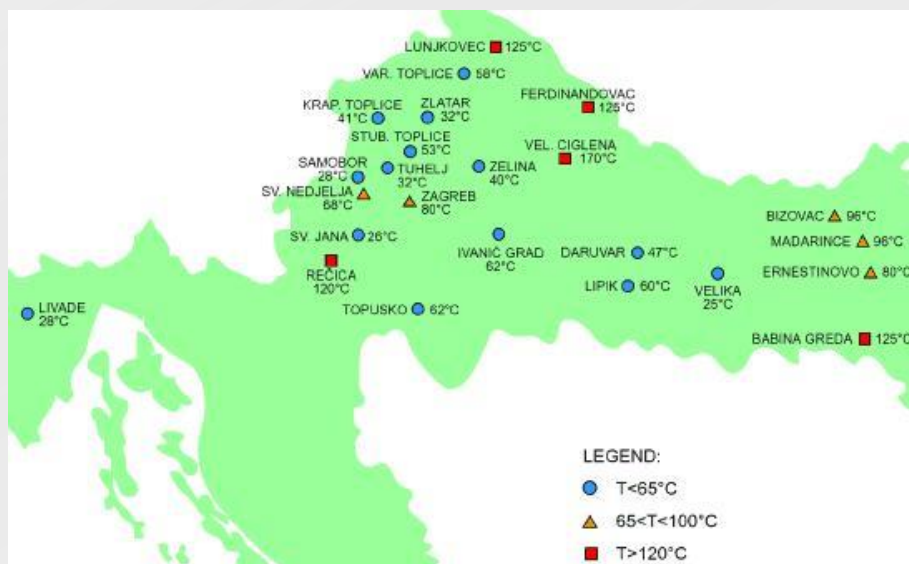 LUNJKOVEC 125°C
VAR. TOPLICE 58°C
FERDINANDOVAC
125°C
KRAP. TOPLICE
41°C
ZLATAR
32°C
STUB. TOPLICE
53°C
VEL. CIGLENA
170°C
SAMOBOR
28°C
TUHELJ
32°C
ZELINA
40°C
SV. NEDJELJA
68°C
ZAGREB
80°C
BIZOVAC 96°C
SV. JANA 26°C
IVANIĆ GRAD
62°C
DARUVAR 47°C
MADARINCE 96°C
REČICA
120°C
ERNESTINOVO 80°C
LIPIK 60°C
VELIKA
25°C
LIVADE
28°C
TOPUSKO 62°C
BABINA GREDA 125°C
LEGEND:
T<65°C
65<T<100°C
T>120°C